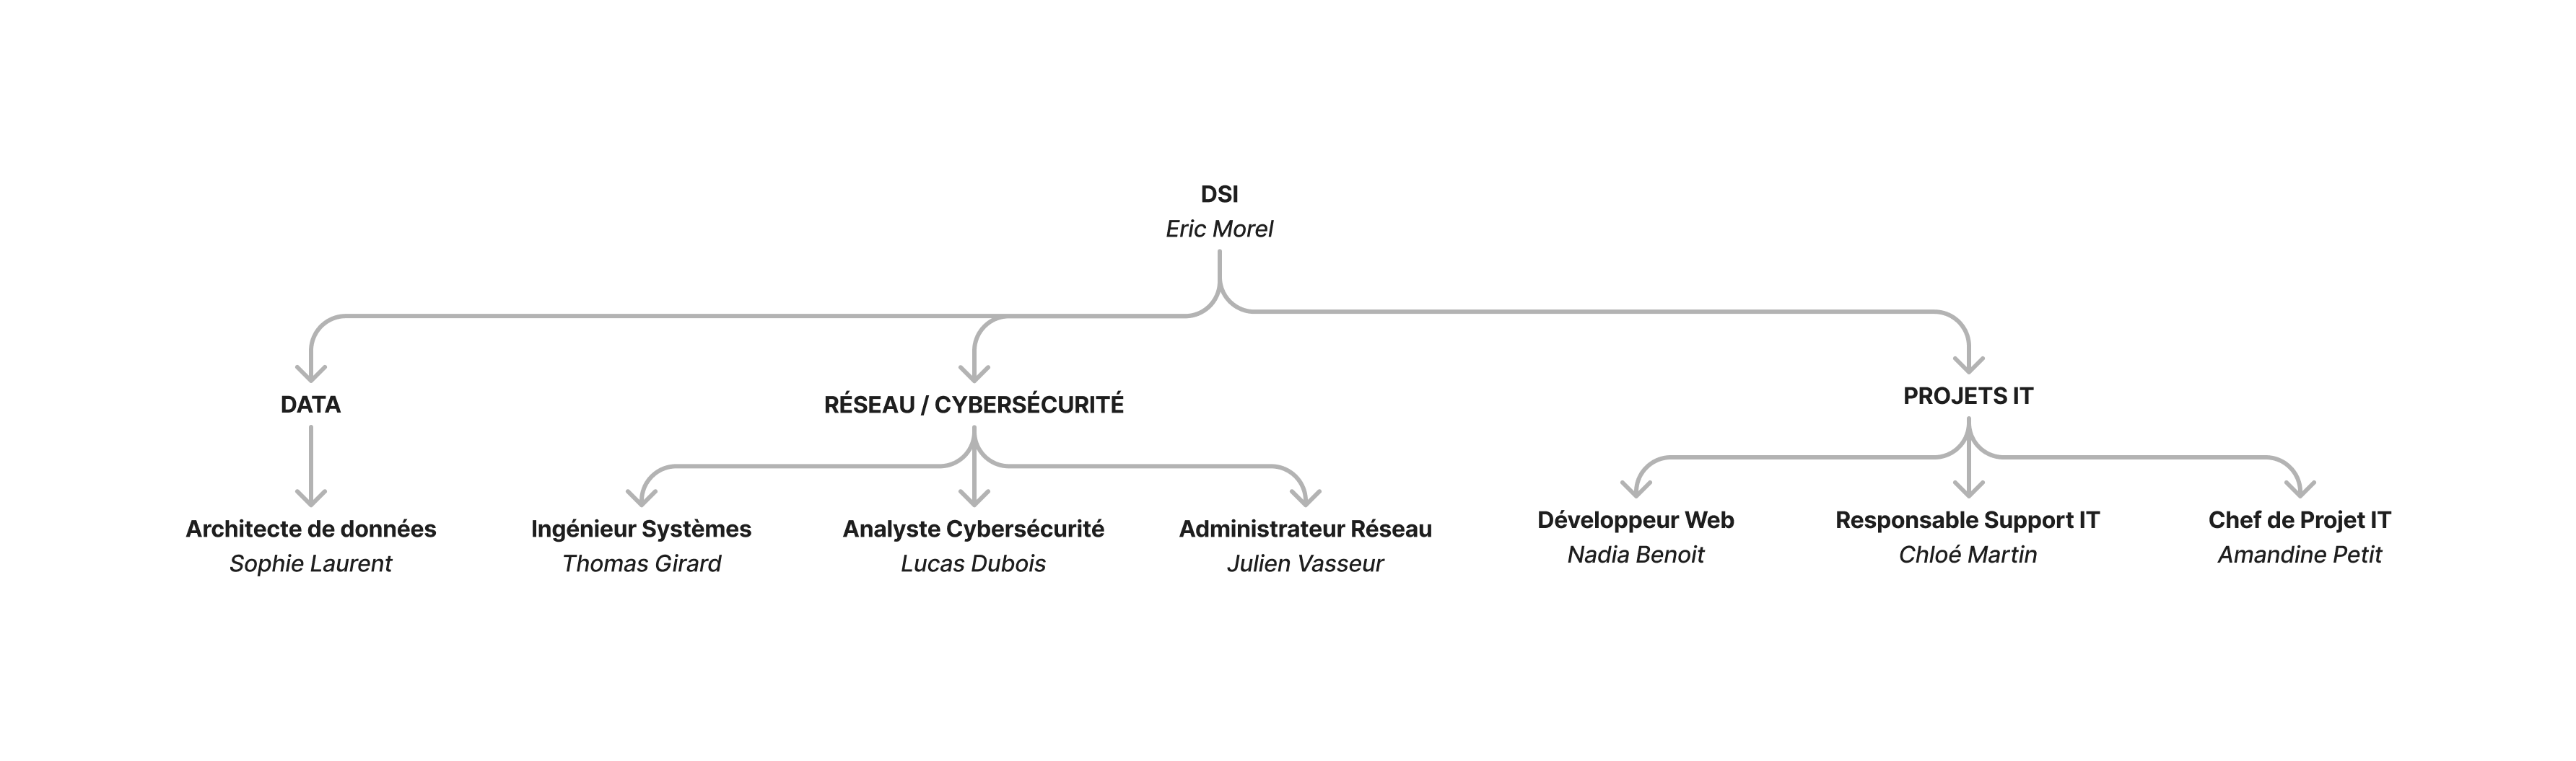 DSI
Eric Morel
DATA
RÉSEAU / CYBERSÉCURITÉ
PROJETS IT
Architecte de données
Sophie Laurent
Ingénieur Systèmes
Thomas Girard
Analyste Cybersécurité
Lucas Dubois
Administrateur Réseau
Julien Vasseur
Développeur Web
Nadia Benoit
Responsable Support IT
Chloé Martin
Chef de Projet IT
Amandine Petit